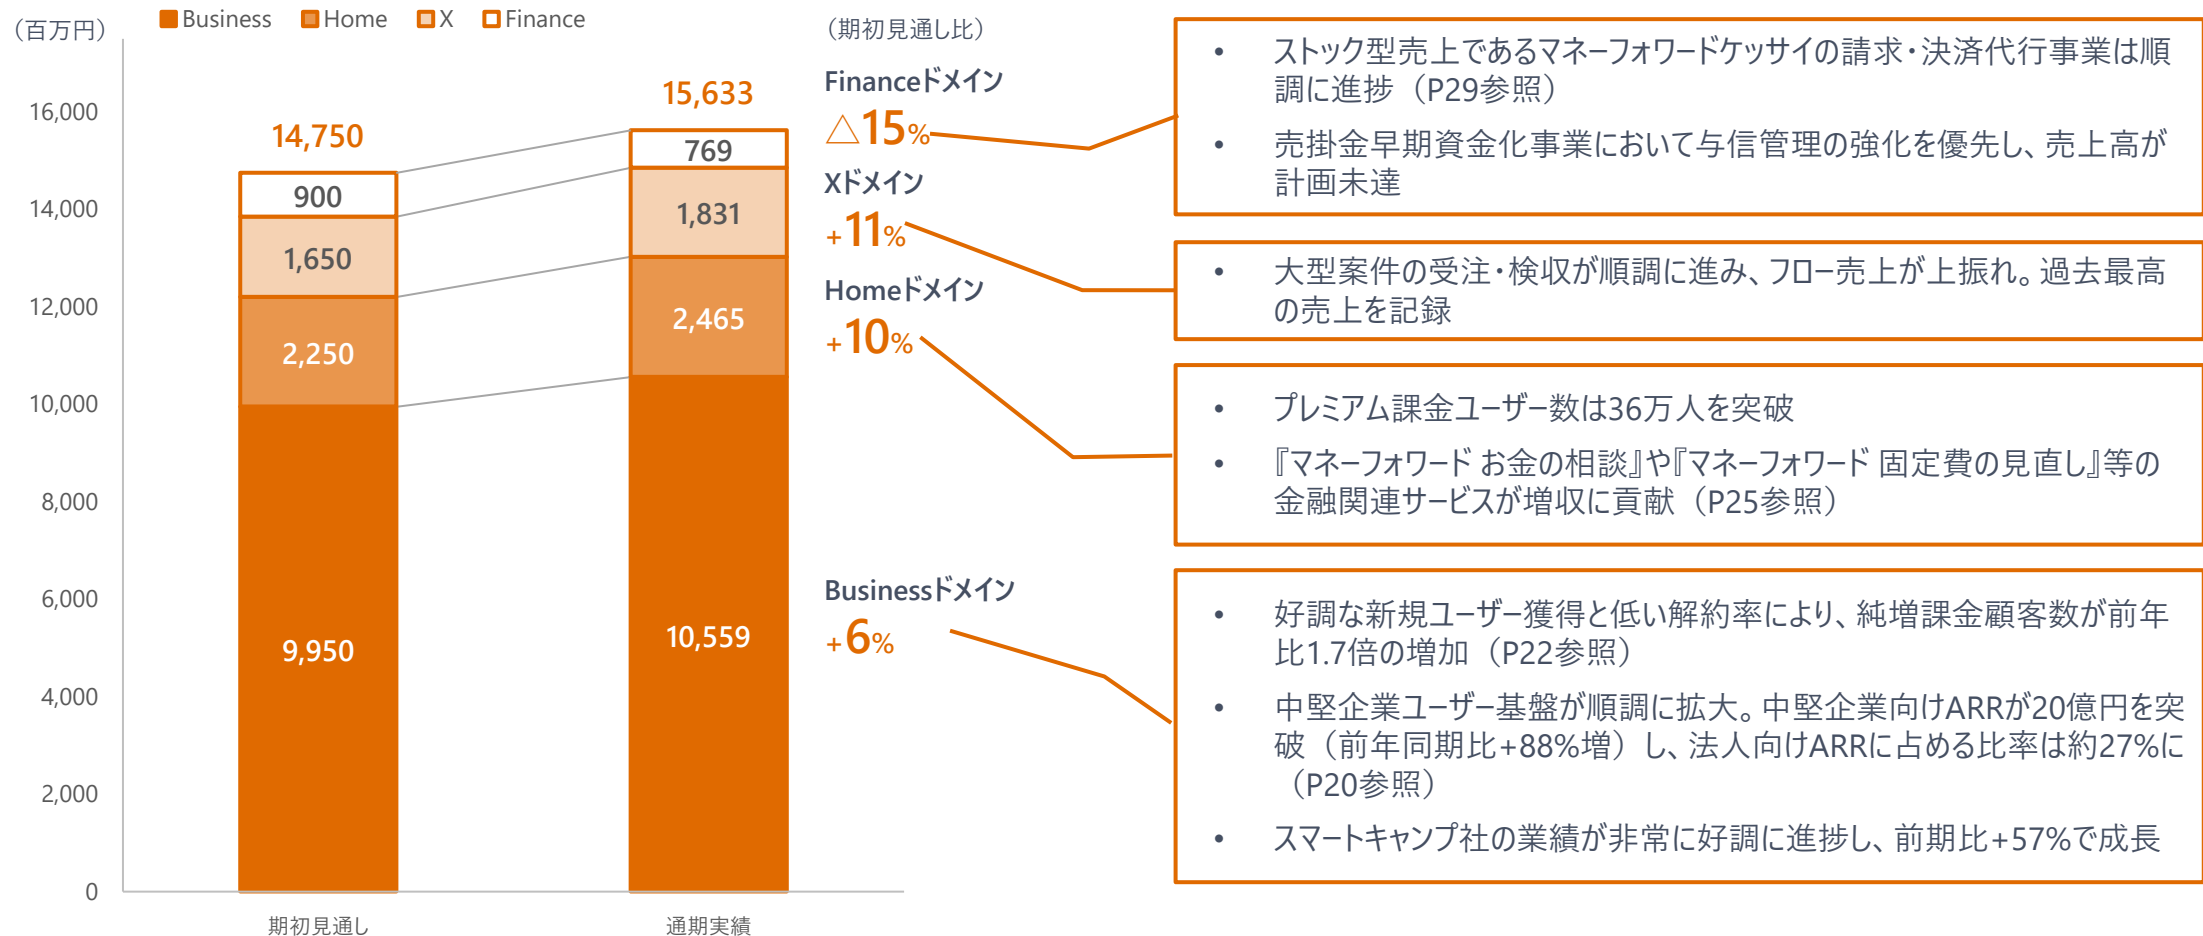 （百万円）
Business Home X Finance
16,000
14,000
12,000
10,000
8,000
6,000
4,000
2,000
0
14,750
900
1,650
2,250
9,950
期初見通し
15,633
769
1,831
2,465
10,559
通期実績
（期初見通し比）
Financeドメイン
△15%
Xドメイン
+11%
Homeドメイン
+10%
Businessドメイン
+6%
• ストック型売上であるマネーフォワードケッサイの請求・決済代行事業は順
調に進捗（P29参照）
• 売掛金早期資金化事業において与信管理の強化を優先し、売上高が
計画未達
• 大型案件の受注・検収が順調に進み、フロー売上が上振れ。過去最高
の売上を記録
• プレミアム課金ユーザー数は36万人を突破
• 『マネーフォワード お金の相談』や『マネーフォワード 固定費の見直し』等の
金融関連サービスが増収に貢献（P25参照）
• 好調な新規ユーザー獲得と低い解約率により、純増課金顧客数が前年
比1.7倍の増加（P22参照）
• 中堅企業ユーザー基盤が順調に拡大。中堅企業向けARRが20億円を突
破（前年同期比+88%増）し、法人向けARRに占める比率は約27%に
（P20参照）
• スマートキャンプ社の業績が非常に好調に進捗し、前期比+57%で成長